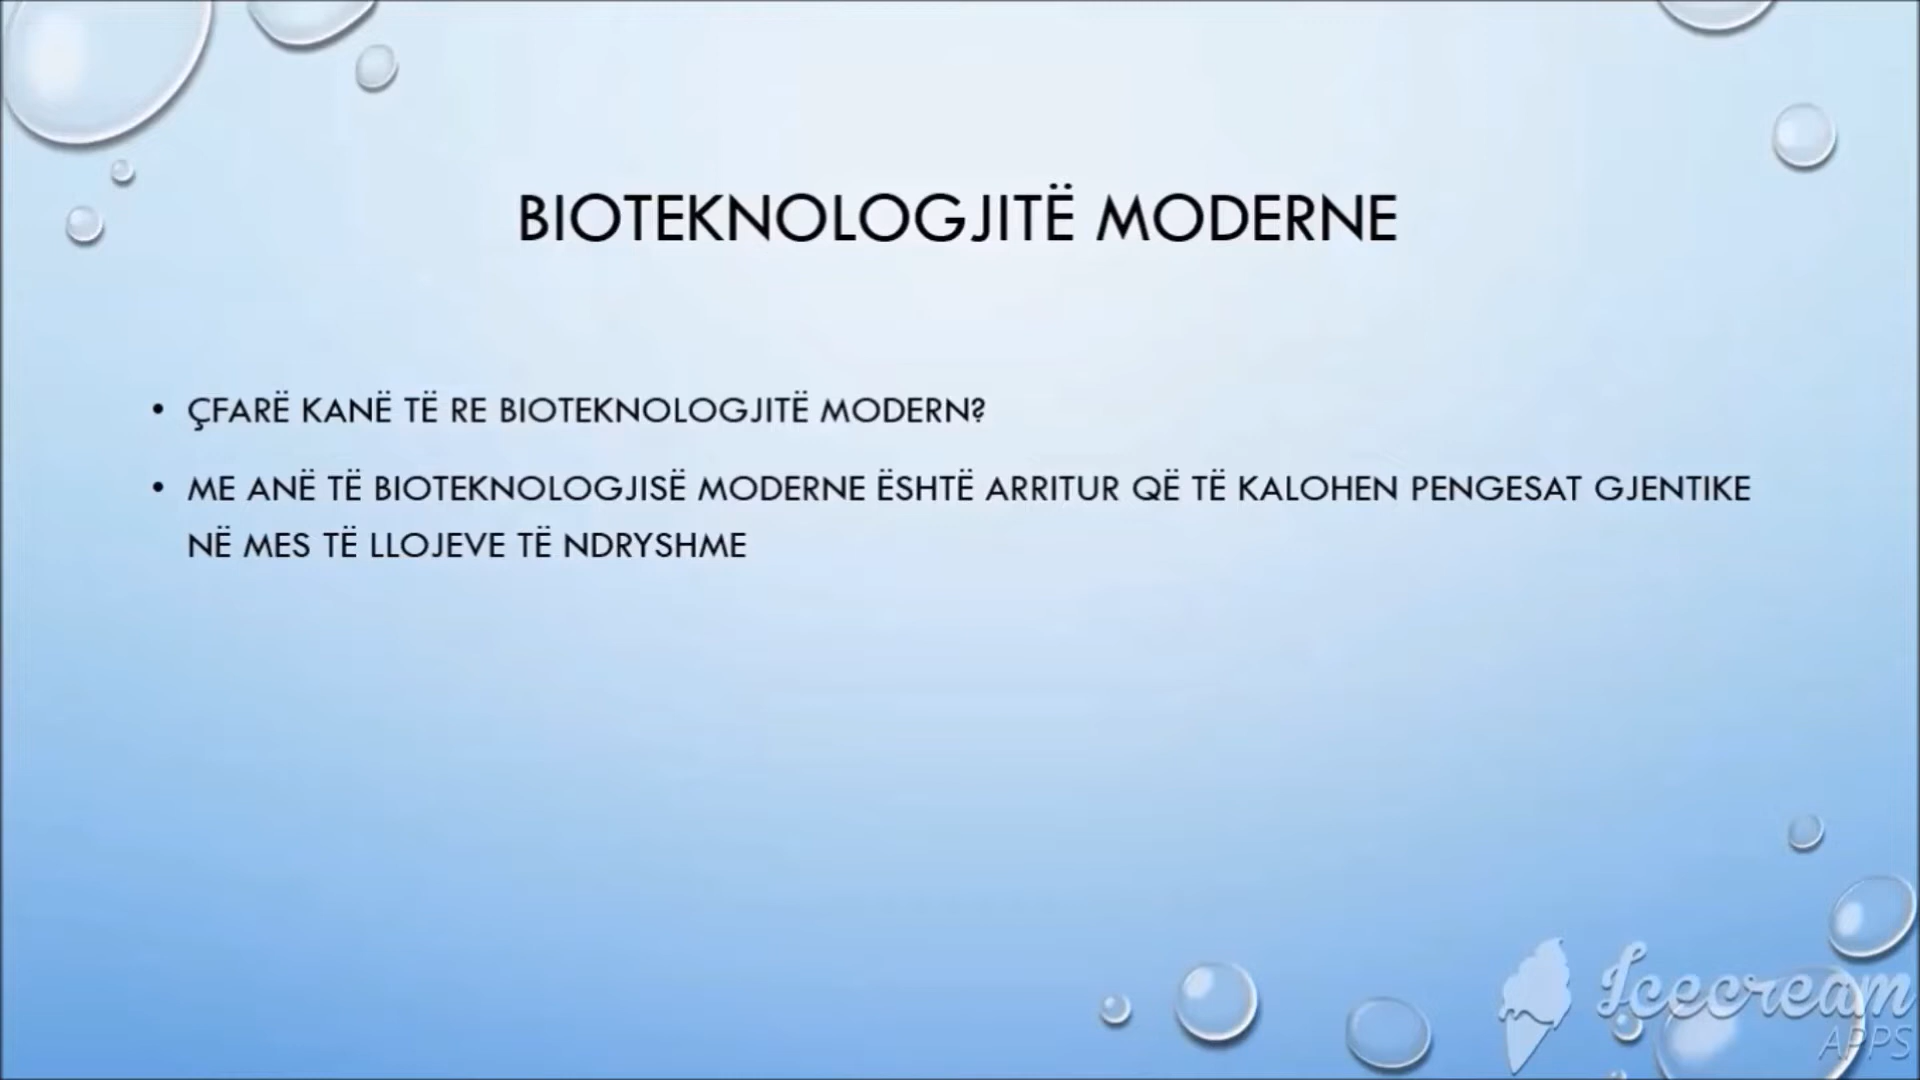 BIOTEKNOLOGJITË MODERNE
• ÇFARË KANË TË RE BIOTEKNOLOGJITË MODERN?
• ME ANË TË BIOTEKNOLOGJISË MODERNE ËSHTË ARRITUR QË TË KALOHEN PENGESAT GJENTIKE
NË MES TË LLOJEVE TË NDRYSHME
Icecream
APPS